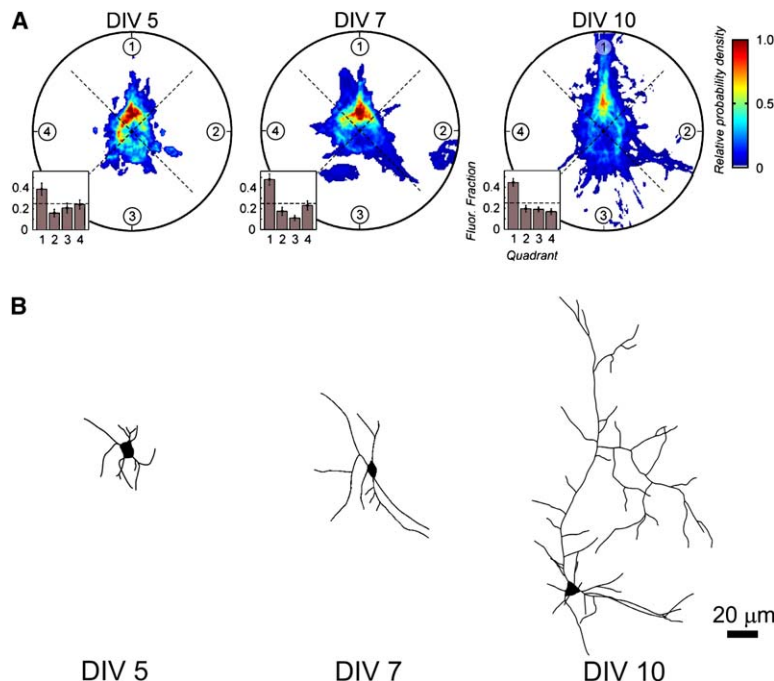 A
DIV 5
DIV 7
DIV 10
1
2
3
4
0.4
0.2
0
1 2 3 4
1
2
3
4
0.4
0.2
0
1 2 3 4
1
2
3
4
Fluor. Fraction
0.4
0.2
0
1 2 3 4
Quadrant
Relative probability density
1.0
0.5
0
B
20 µm
DIV 5
DIV 7
DIV 10